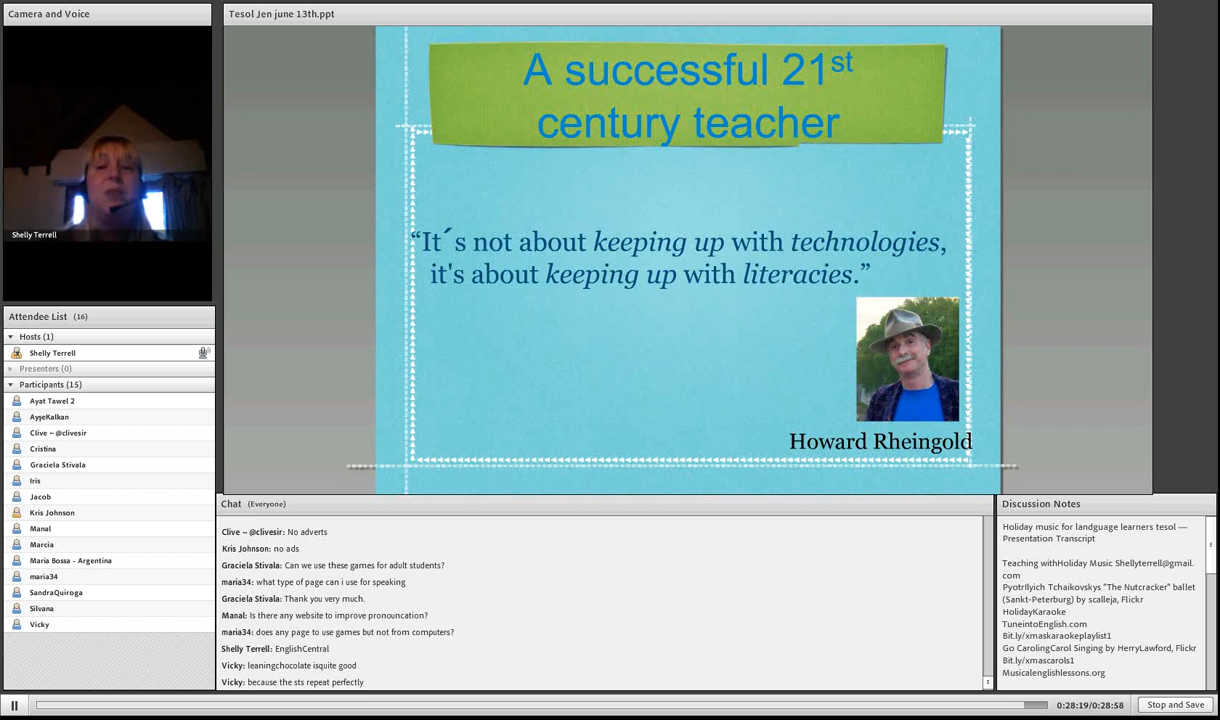 Camera and Voice
Shelly Terrell
Attendee List (16)
Hosts (1)
Shelly Terrell
Presenters (0)
Participants (15)
Ayat Tawel 2
AyşeKalkan
Clive ~ @clivesir
Cristina
Graciela Stivala
Iris
Jacob
Kris Johnson
Manal
Marcia
Maria Bossa - Argentina
maria34
SandraQuiroga
Silvana
Vicky
Tesol Jen june 13th.ppt
A successful 21st
century teacher
“It´s not about keeping up with technologies,
it's about keeping up with literacies.”
Howard Rheingold
Chat (Everyone)
Clive ~ @clivesir: No adverts
Kris Johnson: no ads
Graciela Stivala: Can we use these games for adult students?
maria34: what type of page can i use for speaking
Graciela Stivala: Thank you very much.
Manal: Is there any website to improve pronouncation?
maria34: does any page to use games but not from computers?
Shelly Terrell: EnglishCentral
Vicky: leaningchocolate isquite good
Vicky: because the sts repeat perfectly
Discussion Notes
Holiday music for landguage learners tesol —
Presentation Transcript
Teaching withHoliday Music Shellyterrell@gmail.
com
PyotrIlyich Tchaikovskys "The Nutcracker" ballet
(Sankt-Peterburg) by scalleja, Flickr
HolidayKaraoke
TuneintoEnglish.com
Bit.ly/xmaskaraokeplaylist1
Go CarolingCarol Singing by HerryLawford, Flickr
Bit.ly/xmascarols1
Musicalenglishlessons.org
0:28:19/0:28:58
Stop and Save